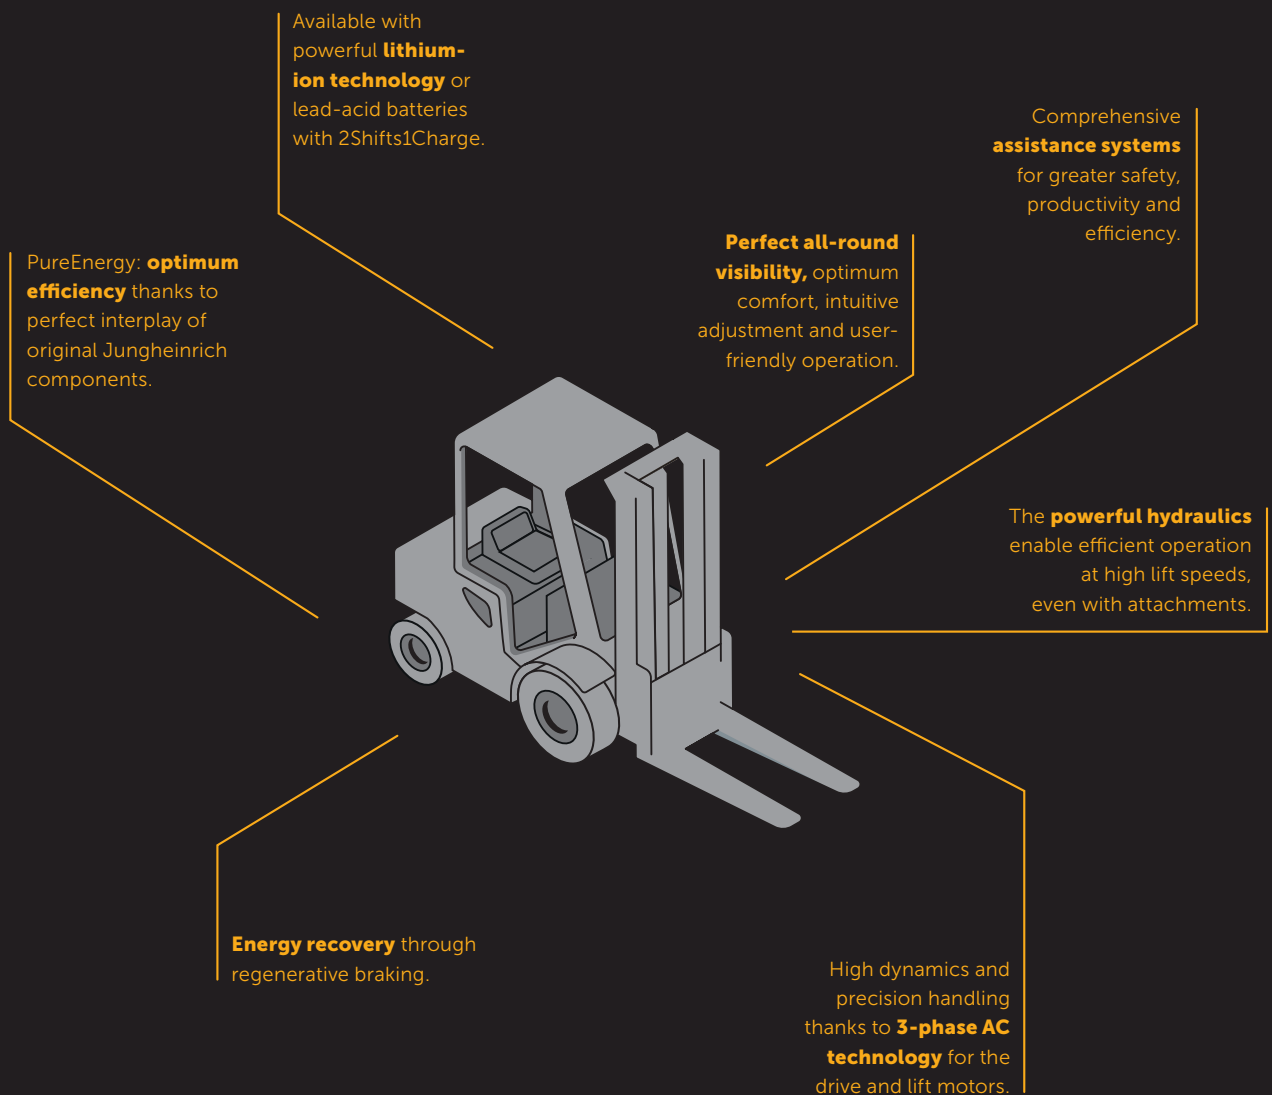 Available with
powerful lithium-
ion technology or
lead-acid batteries
with 2Shifts1Charge.
Comprehensive
assistance systems
for greater safety,
productivity and
efficiency.
PureEnergy: optimum
efficiency thanks to
perfect interplay of
original Jungheinrich
components.
Perfect all-round
visibility, optimum
comfort, intuitive
adjustment and user-
friendly operation.
The powerful hydraulics
enable efficient operation
at high lift speeds,
even with attachments.
Energy recovery through
regenerative braking.
High dynamics and
precision handling
thanks to 3-phase AC
technology for the
drive and lift motors.